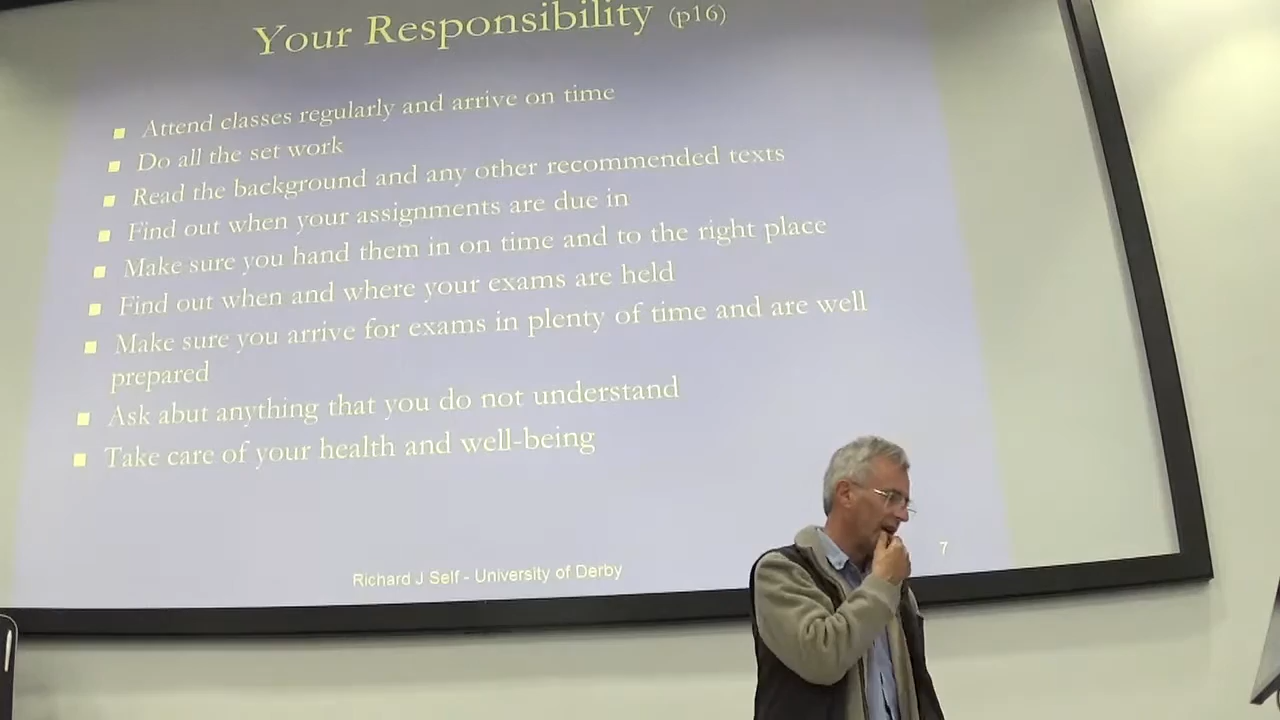 Your Responsibility (p16)
Attend classes regularly and arrive on time
Do all the set work
Read the background and any other recommended texts
Find out when your assignments are due in
Make sure you hand them in on time and to the right place
Find out when and where your exams are held
Make sure you arrive for exams in plenty of time and are well
prepared
Ask abut anything that you do not understand
Take care of your health and well-being
Richard J Self - University of Derby
7